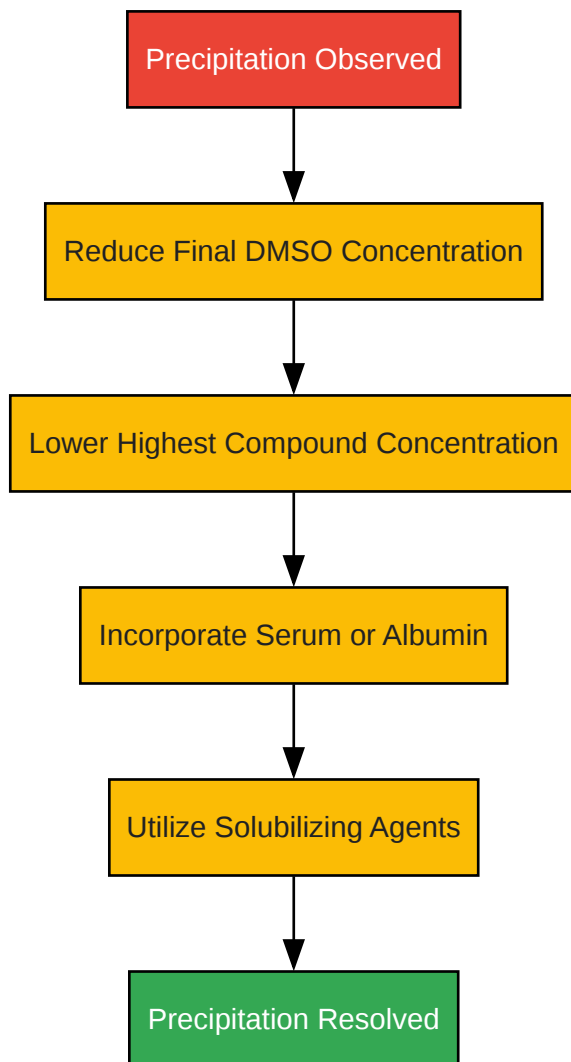 Precipitation Observed
Reduce Final DMSO Concentration
Lower Highest Compound Concentration
Incorporate Serum or Albumin
Utilize Solubilizing Agents
Precipitation Resolved